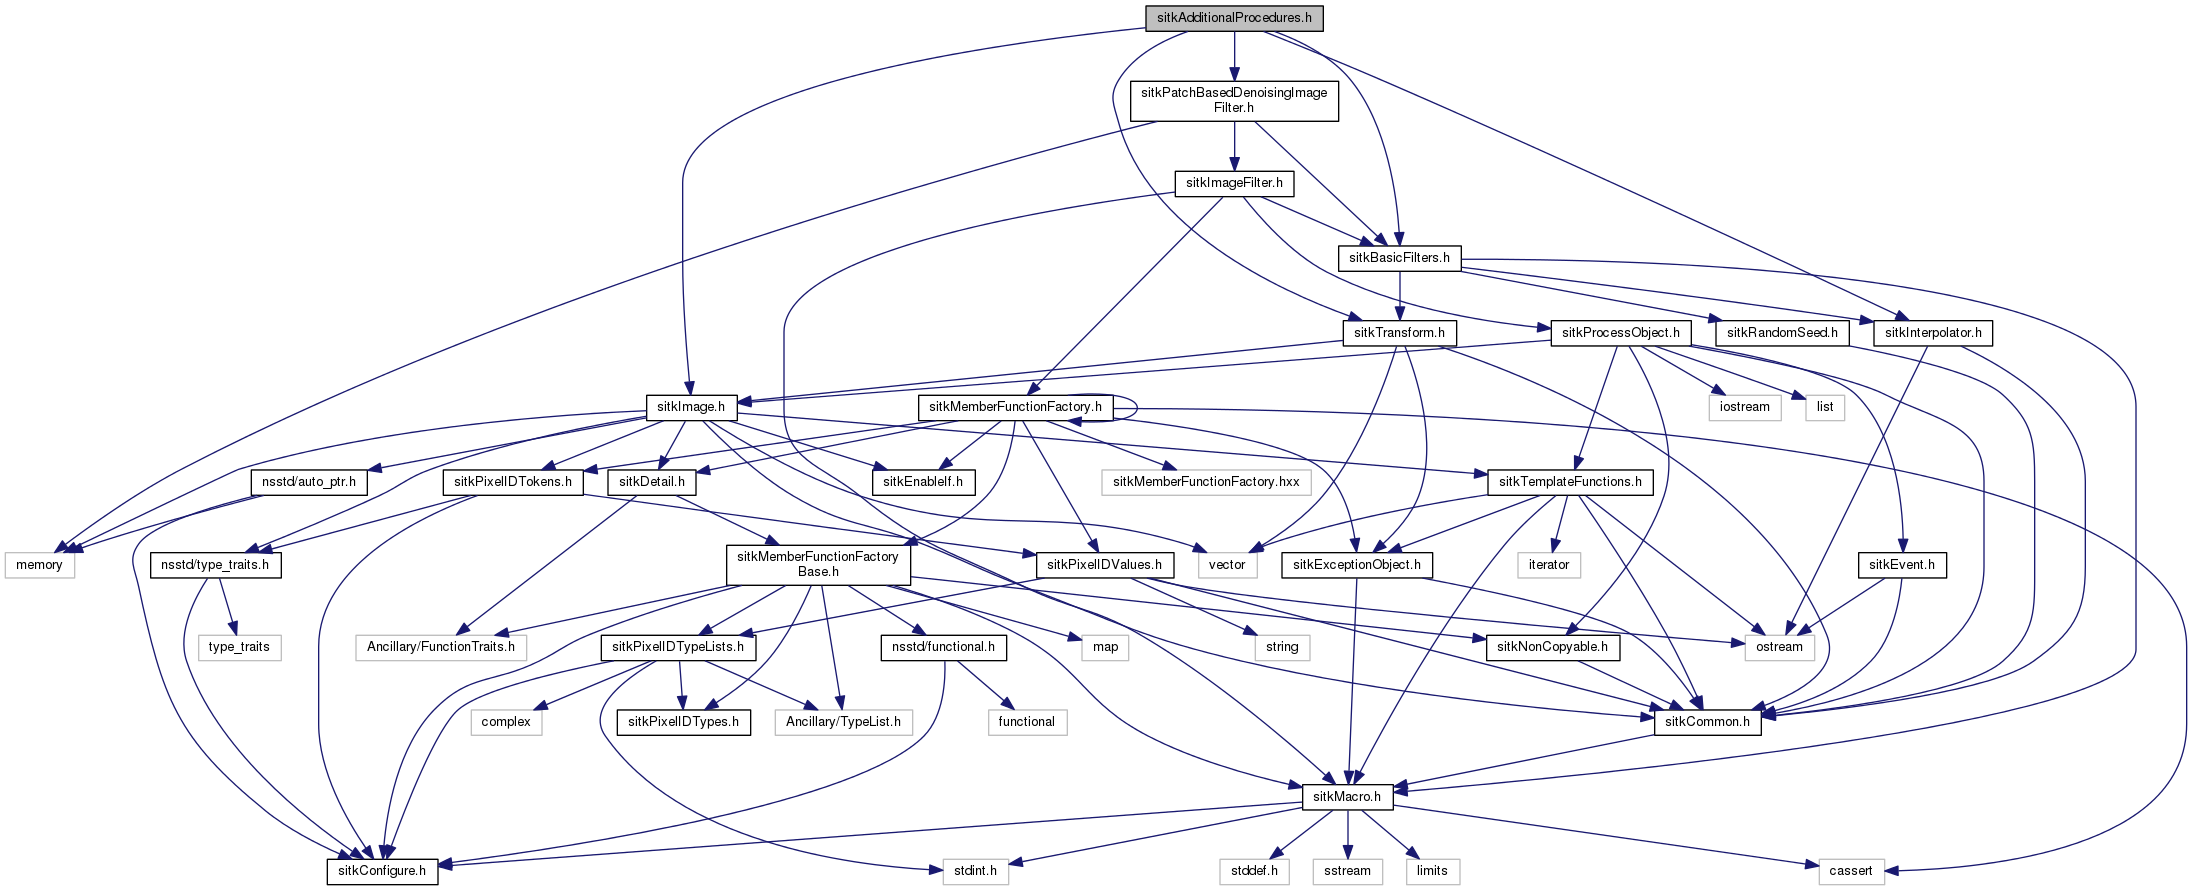 sitkAdditionalProcedures.h
sitkPatchBasedDenoisingImage
Filter.h
sitkImageFilter.h
sitkBasicFilters.h
sitkTransform.h
sitkProcessObject.h
sitkRandomSeed.h
sitkInterpolator.h
sitkImage.h
sitkMemberFunctionFactory.h
iostream
list
nsstd/auto_ptr.h
sitkPixelIDTokens.h
sitkDetail.h
sitkEnableIf.h
sitkMemberFunctionFactory.hxx
sitkTemplateFunctions.h
memory
nsstd/type_traits.h
sitkMemberFunctionFactory
Base.h
sitkPixelIDValues.h
vector
sitkExceptionObject.h
iterator
sitkEvent.h
type_traits
Ancillary/FunctionTraits.h
sitkPixelIDTypeLists.h
nsstd/functional.h
map
string
sitkNonCopyable.h
ostream
complex
sitkPixelIDTypes.h
Ancillary/TypeList.h
functional
sitkCommon.h
sitkMacro.h
sitkConfigure.h
stdint.h
stddef.h
sstream
limits
cassert